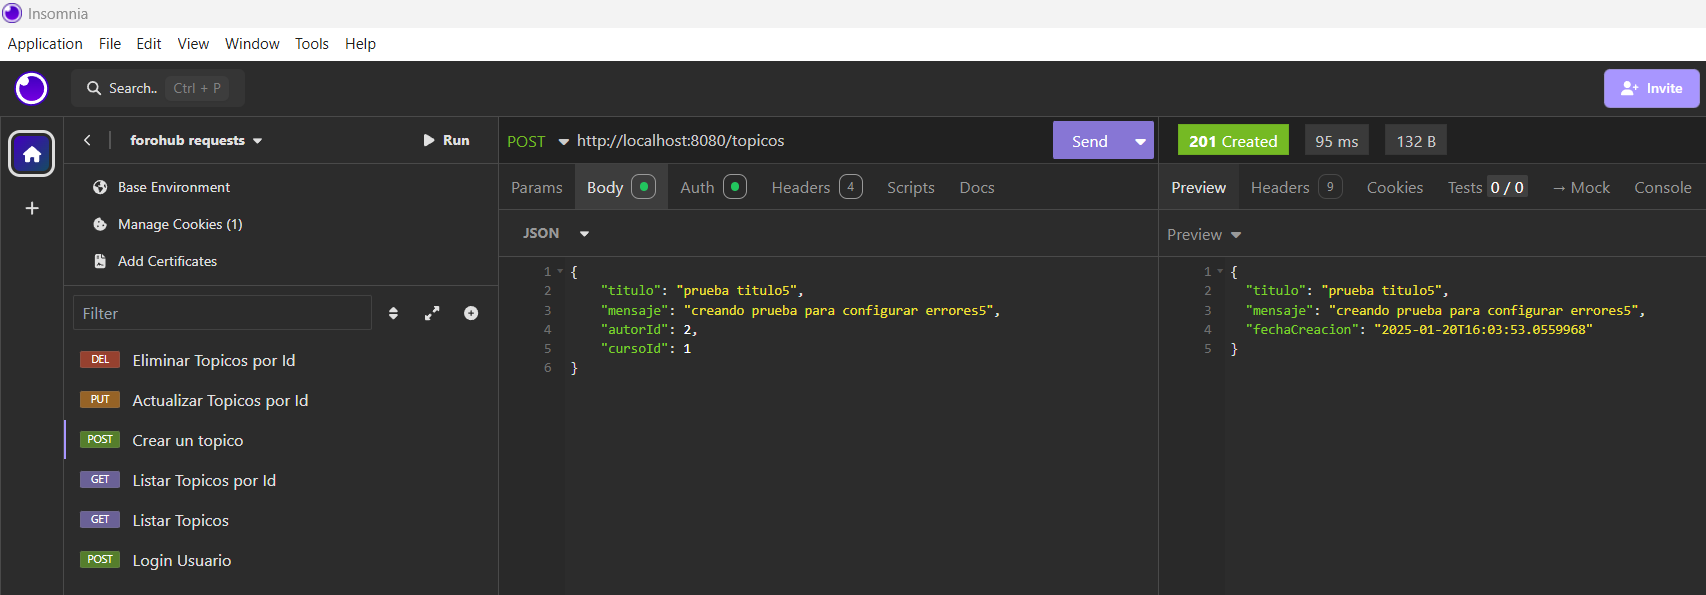 Insomnia
Application File Edit View Window Tools Help
Search.. Ctrl + P
Invite
forohub requests
Run
Base Environment
Manage Cookies (1)
Add Certificates
Filter
DEL Eliminar Topicos por Id
PUT Actualizar Topicos por Id
POST Crear un topico
GET Listar Topicos por Id
GET Listar Topicos
POST Login Usuario
POST http://localhost:8080/topicos Send
Params Body Auth Headers 4 Scripts Docs
JSON
1 {
2 "titulo": "prueba titulo5",
3 "mensaje": "creando prueba para configurar errores5",
4 "autorId": 2,
5 "cursoId": 1
6 }
201 Created 95 ms 132 B
Preview Headers 9 Cookies Tests 0 / 0 → Mock Console
Preview
1 {
2 "titulo": "prueba titulo5",
3 "mensaje": "creando prueba para configurar errores5",
4 "fechaCreacion": "2025-01-20T16:03:53.0559968"
5 }